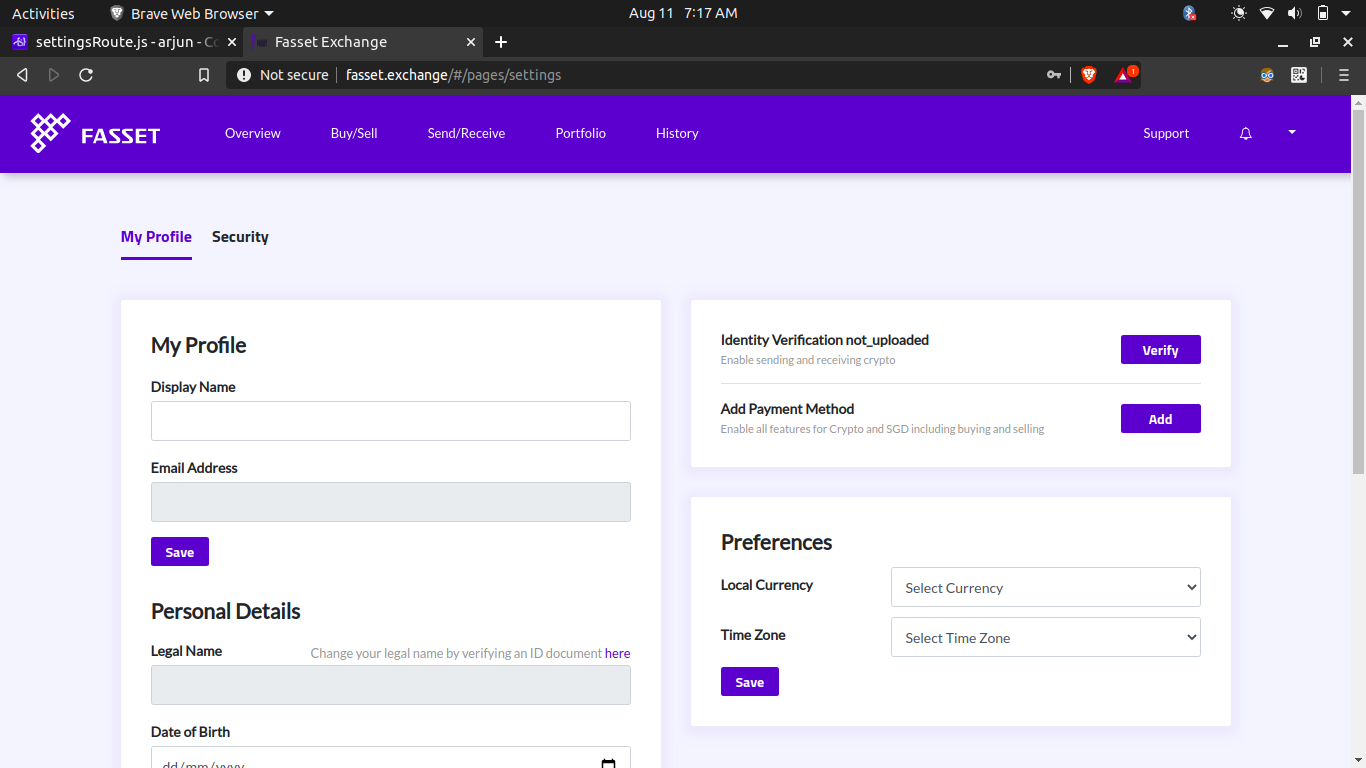 Activities
Brave Web Browser
Aug 11 7:17 AM
settingsRoute.js - arjun - Co
Fasset Exchange
Not secure
fasset.exchange/#/pages/settings
1
FASSET
Overview
Buy/Sell
Send/Receive
Portfolio
History
Support
My Profile
Security
My Profile
Display Name
Email Address
Save
Personal Details
Legal Name
Change your legal name by verifying an ID document here
Date of Birth
dd/mm/yyyy
Identity Verification not_uploaded
Enable sending and receiving crypto
Verify
Add Payment Method
Enable all features for Crypto and SGD including buying and selling
Add
Preferences
Local Currency
Select Currency
Time Zone
Select Time Zone
Save